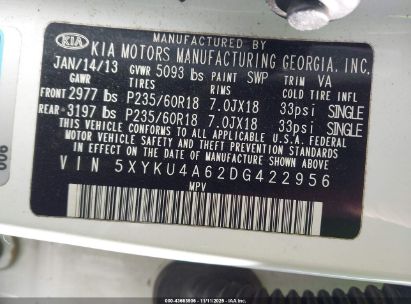 MANUFACTURED BY
KIA KIA MOTORS MANUFACTURING GEORGIA, INC.
JAN/14/13 GVWR 5093 lbs PAINT SWP TRIM VA
GAWR TIRES RIMS COLD TIRE INFL
FRONT 2977 lbs P235/60R18 7.0JX18 33psi SINGLE
REAR 3197 lbs P235/60R18 7.0JX18 33psi SINGLE
THIS VEHICLE CONFORMS TO ALL APPLICABLE U.S.A. FEDERAL
MOTOR VEHICLE SAFETY AND THEFT PREVENTION STANDARDS
IN EFFECT ON THE DATE OF MANUFACTURE SHOWN ABOVE.
VIN 5XYKU4A62DG422956
MPV
900